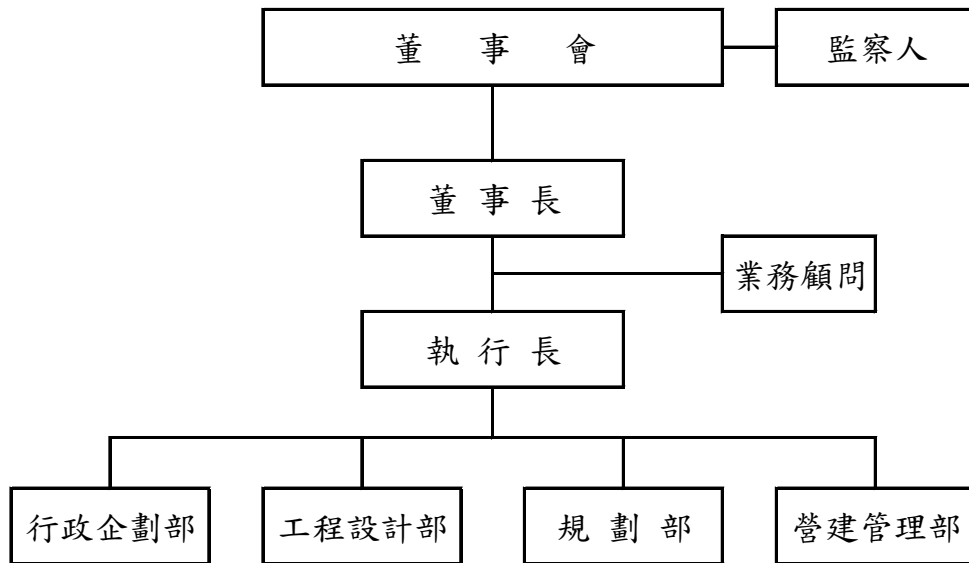 董事會
監察人
董事長
業務顧問
執行長
行政企劃部
工程設計部
規劃部
營建管理部